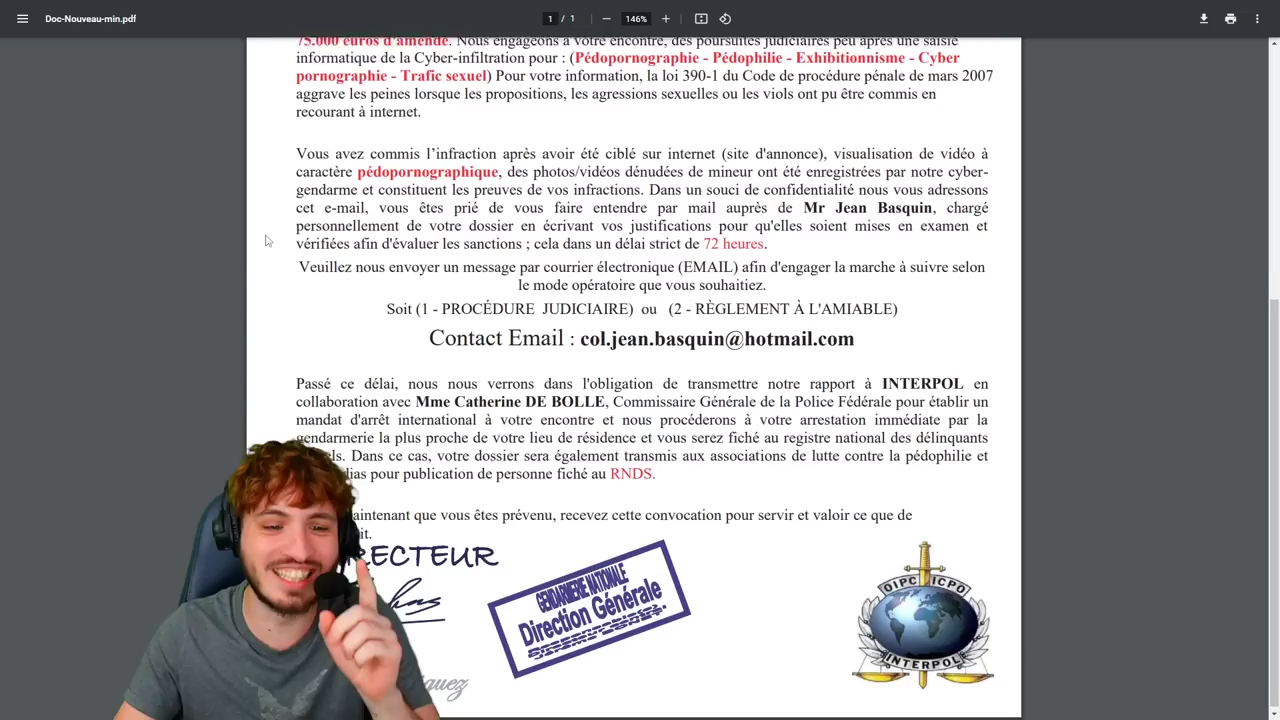 Doc-Nouveau-min.pdf
1 / 1
146%
75.000 euros d'amende. Nous engageons à votre encontre, des poursuites judiciaires peu après une saisie
informatique de la Cyber-infiltration pour : (Pédopornographie - Pédophilie - Exhibitionnisme - Cyber
pornographie - Trafic sexuel) Pour votre information, la loi 390-1 du Code de procédure pénale de mars 2007
aggrave les peines lorsque les propositions, les agressions sexuelles ou les viols ont pu être commis en
recourant à internet.
Vous avez commis l’infraction après avoir été ciblé sur internet (site d'annonce), visualisation de vidéo à
caractère pédopornographique, des photos/vidéos dénudées de mineur ont été enregistrées par notre cyber-
gendarme et constituent les preuves de vos infractions. Dans un souci de confidentialité nous vous adressons
cet e-mail, vous êtes prié de vous faire entendre par mail auprès de Mr Jean Basquin, chargé
personnellement de votre dossier en écrivant vos justifications pour qu'elles soient mises en examen et
vérifiées afin d'évaluer les sanctions ; cela dans un délai strict de 72 heures.
Veuillez nous envoyer un message par courrier électronique (EMAIL) afin d'engager la marche à suivre selon
le mode opératoire que vous souhaitiez.
Soit (1 - PROCÉDURE JUDICIAIRE) ou (2 - RÈGLEMENT À L'AMIABLE)
Contact Email : col.jean.basquin@hotmail.com
Passé ce délai, nous nous verrons dans l'obligation de transmettre notre rapport à INTERPOL en
collaboration avec Mme Catherine DE BOLLE, Commissaire Générale de la Police Fédérale pour établir un
mandat d'arrêt international à votre encontre et nous procéderons à votre arrestation immédiate par la
gendarmerie la plus proche de votre lieu de résidence et vous serez fiché au registre national des délinquants
Dans ce cas, votre dossier sera également transmis aux associations de lutte contre la pédophilie et
pour publication de personne fiché au RNDS.
que vous êtes prévenu, recevez cette convocation pour servir et valoir ce que de
RECTEUR
GENDARMERIE NATIONALE
Direction Générale
OIPC ICPO
INTERPOL